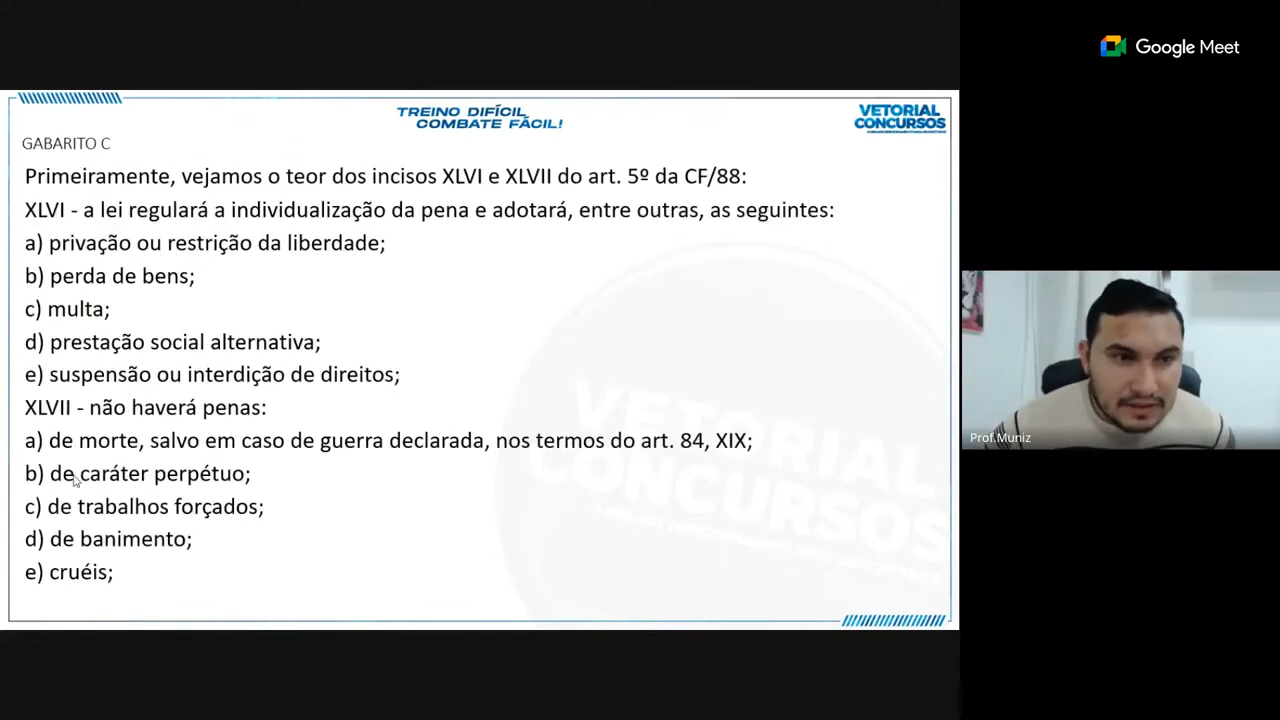 Google Meet
TREINO DIFÍCIL
COMBATE FÁCIL!
VETORIAL
CONCURSOS
GABARITO C
Primeiramente, vejamos o teor dos incisos XLVI e XLVII do art. 5º da CF/88:
XLVI - a lei regulará a individualização da pena e adotará, entre outras, as seguintes:
a) privação ou restrição da liberdade;
b) perda de bens;
c) multa;
d) prestação social alternativa;
e) suspensão ou interdição de direitos;
XLVII - não haverá penas:
a) de morte, salvo em caso de guerra declarada, nos termos do art. 84, XIX;
b) de caráter perpétuo;
c) de trabalhos forçados;
d) de banimento;
e) cruéis;
VETORIAL
CONCURSOS
Prof.Muniz